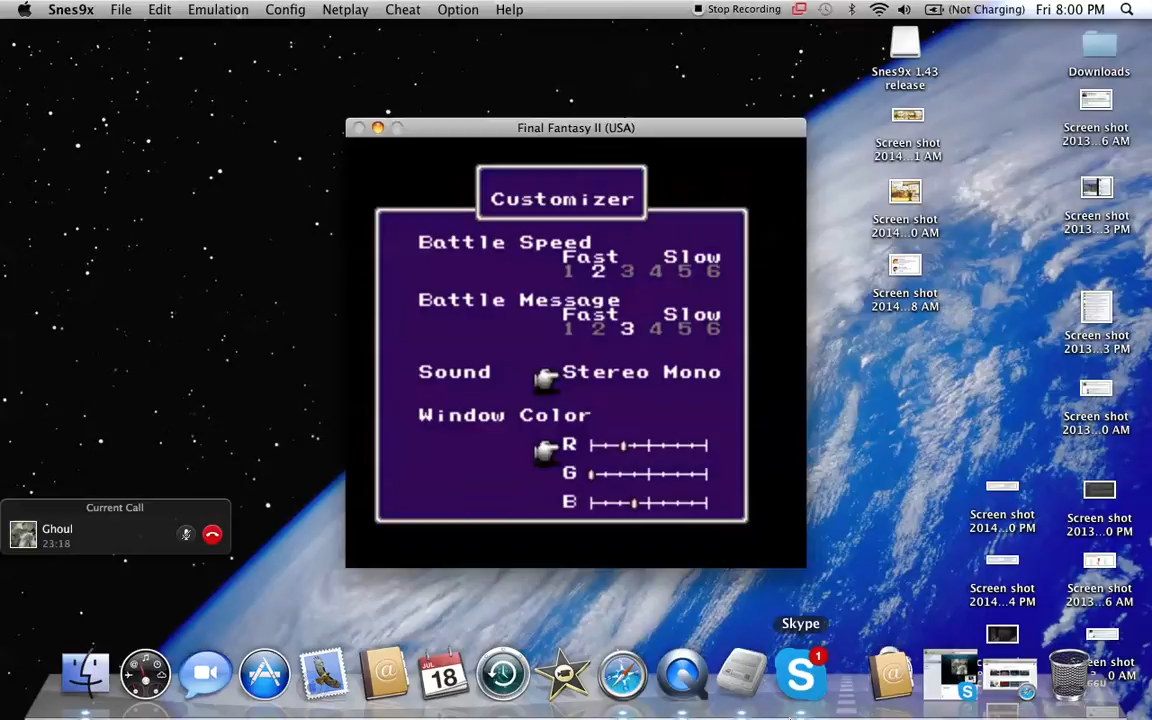 Snes9x File Edit Emulation Config Netplay Cheat Option Help Stop Recording (Not Charging) Fri 8:00 PM
Snes9x 1.43
release
Downloads
Screen shot
2014...1 AM
Screen shot
2013...6 AM
Screen shot
2014...0 AM
Screen shot
2013...3 PM
Screen shot
2014...8 AM
Screen shot
2013...3 PM
Screen shot
2013...0 AM
Screen shot
2014...0 PM
Screen shot
2013...0 PM
Screen shot
2014...4 PM
Screen shot
2013...6 AM
Final Fantasy II (USA)
Customizer
Battle Speed
Fast Slow
1 2 3 4 5 6
Battle Message
Fast Slow
1 2 3 4 5 6
Sound Stereo Mono
Window Color
R
G
B
Current Call
Ghoul
23:18
Skype
JUL
18
1